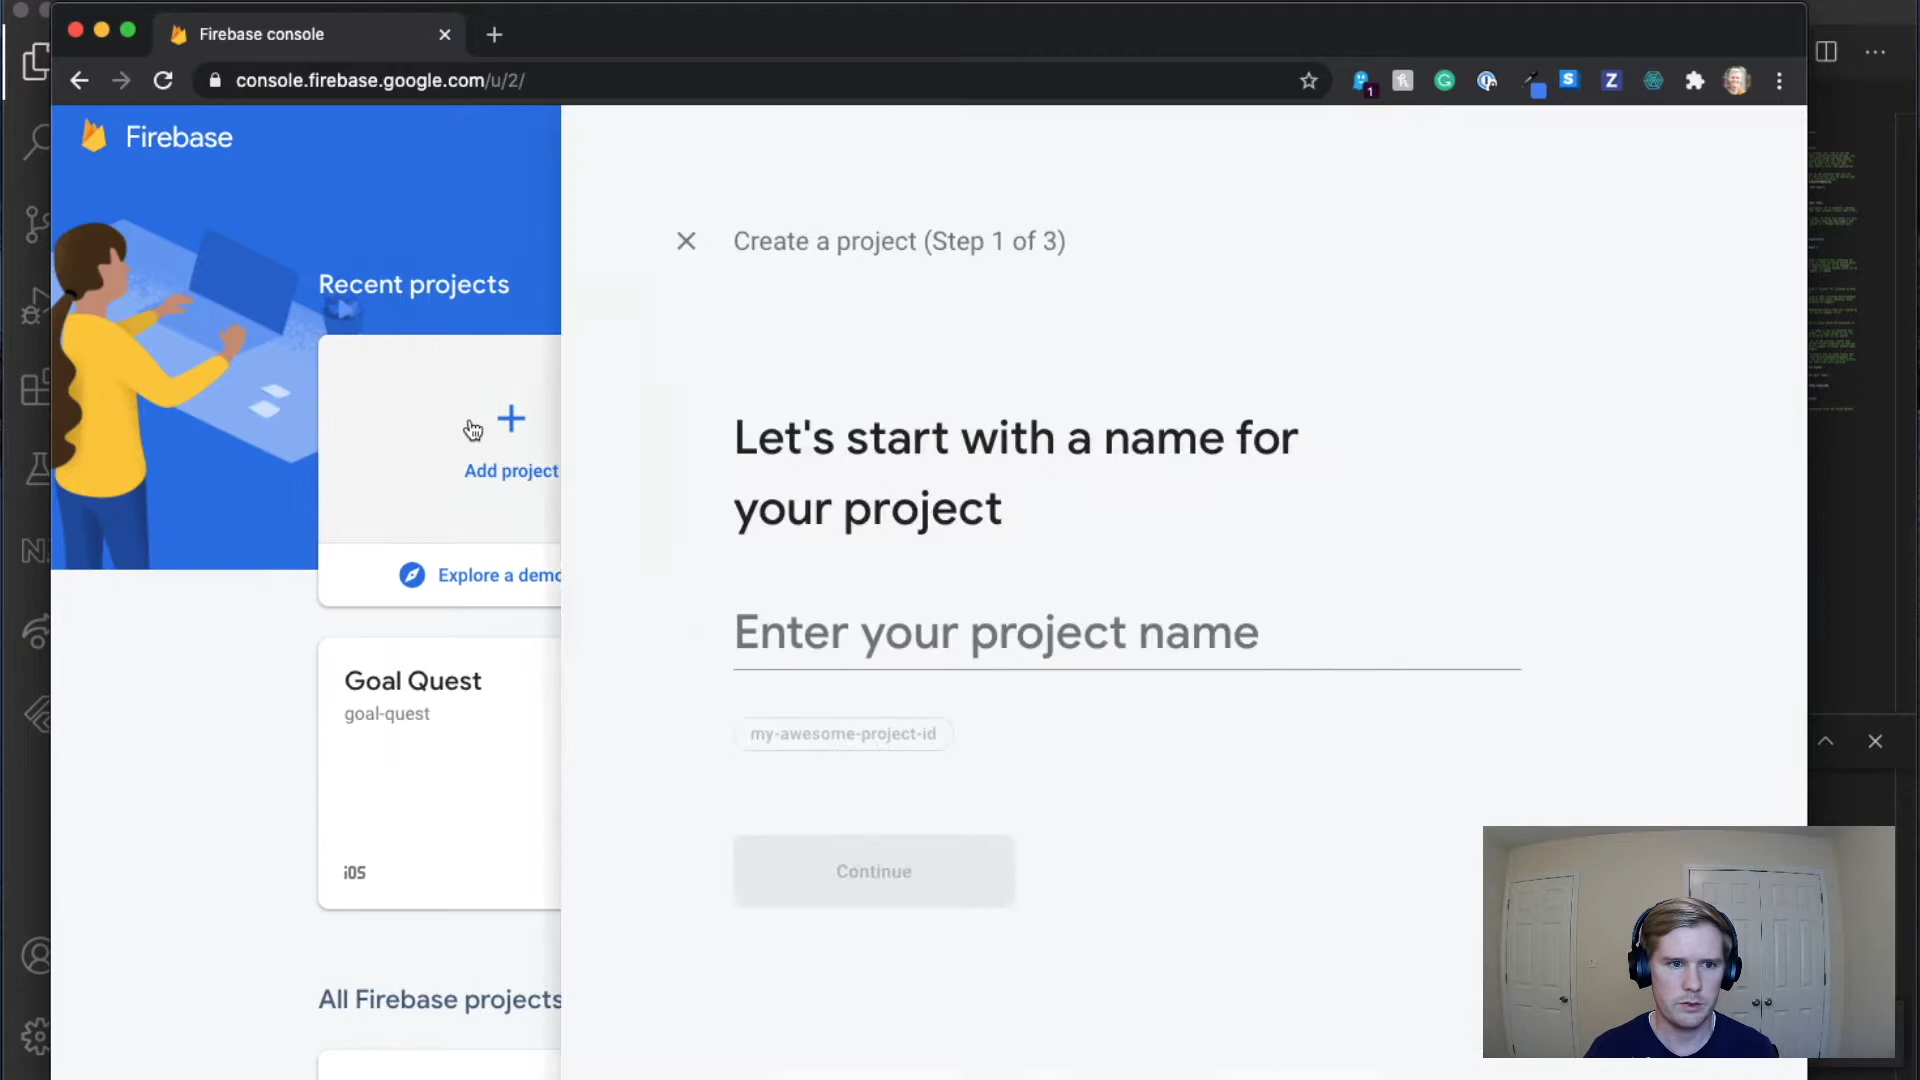 Firebase console
console.firebase.google.com/u/2/
1
S
Z
Firebase
Create a project (Step 1 of 3)
Recent projects
Let's start with a name for
your project
Add project
Explore a demo
Enter your project name
Goal Quest
goal-quest
my-awesome-project-id
Continue
iOS
All Firebase projects